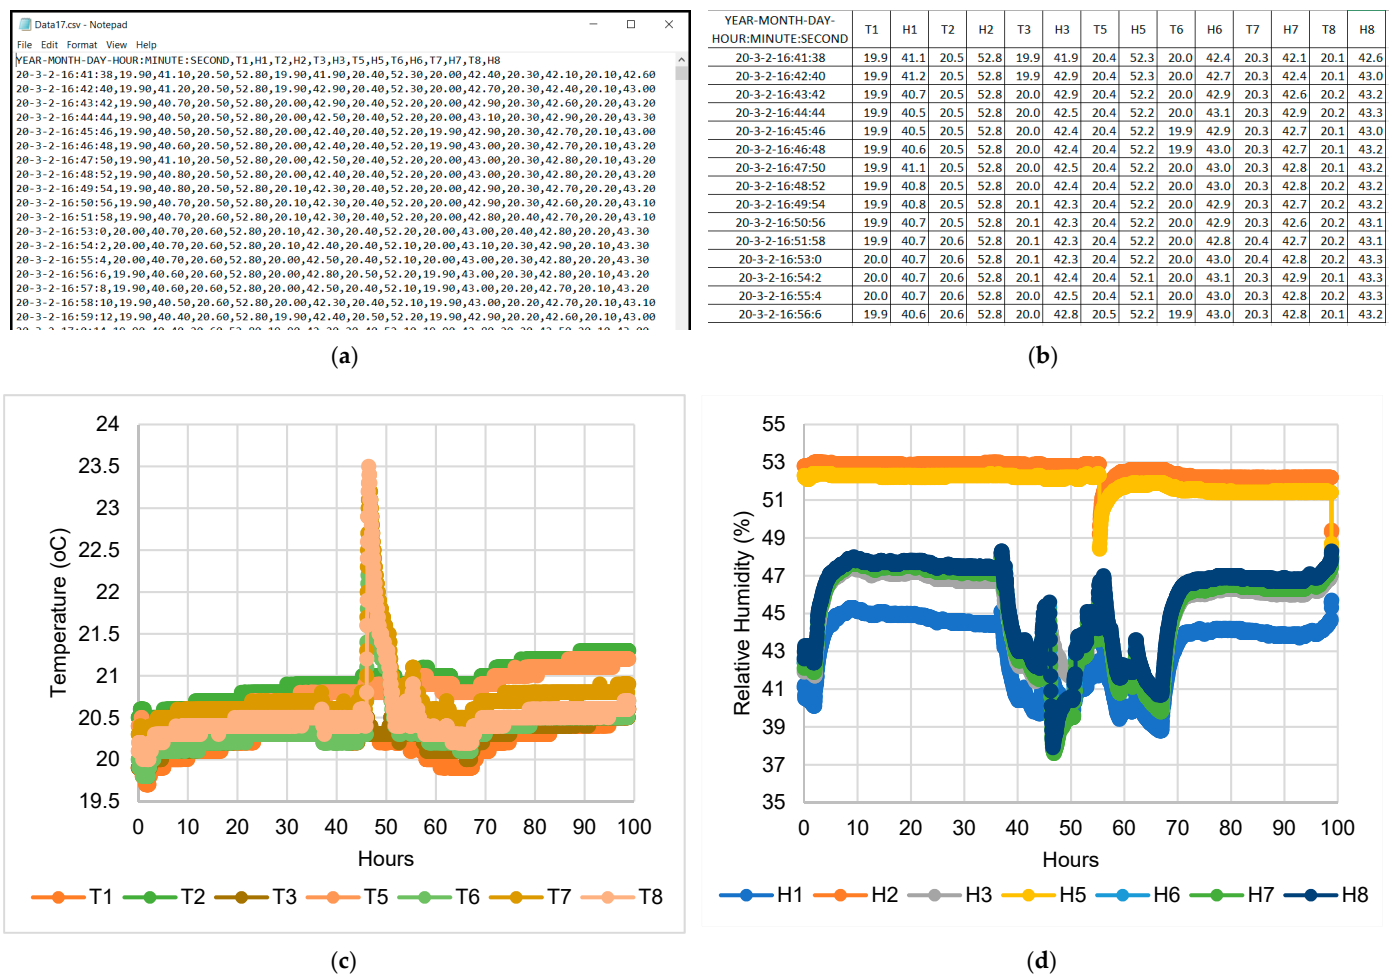 Data17.csv - Notepad
File Edit Format View Help
YEAR-MONTH-DAY-HOUR:MINUTE:SECOND,T1,H1,T2,H2,T3,H3,T5,H5,T6,H6,T7,H7,T8,H8
20-3-2-16:41:38,19.90,41.10,20.50,52.80,19.90,41.90,20.40,52.30,20.00,42.40,20.30,42.10,20.10,42.60
20-3-2-16:42:40,19.90,41.20,20.50,52.80,19.90,42.90,20.40,52.30,20.00,42.70,20.30,42.40,20.10,43.00
20-3-2-16:43:42,19.90,40.70,20.50,52.80,20.00,42.90,20.40,52.20,20.00,42.90,20.30,42.60,20.20,43.20
20-3-2-16:44:44,19.90,40.50,20.50,52.80,20.00,42.50,20.40,52.20,20.00,43.10,20.30,42.90,20.20,43.30
20-3-2-16:45:46,19.90,40.50,20.50,52.80,20.00,42.40,20.40,52.20,19.90,42.90,20.30,42.70,20.10,43.00
20-3-2-16:46:48,19.90,40.60,20.50,52.80,20.00,42.40,20.40,52.20,19.90,43.00,20.30,42.70,20.10,43.20
20-3-2-16:47:50,19.90,41.10,20.50,52.80,20.00,42.50,20.40,52.20,20.00,43.00,20.30,42.80,20.10,43.20
20-3-2-16:48:52,19.90,40.80,20.50,52.80,20.00,42.40,20.40,52.20,20.00,43.00,20.30,42.80,20.20,43.20
20-3-2-16:49:54,19.90,40.80,20.50,52.80,20.10,42.30,20.40,52.20,20.00,42.90,20.30,42.70,20.20,43.20
20-3-2-16:50:56,19.90,40.70,20.50,52.80,20.10,42.30,20.40,52.20,20.00,42.90,20.30,42.60,20.20,43.10
20-3-2-16:51:58,19.90,40.70,20.60,52.80,20.10,42.30,20.40,52.20,20.00,42.80,20.40,42.70,20.20,43.10
20-3-2-16:53:0,20.00,40.70,20.60,52.80,20.10,42.30,20.40,52.20,20.00,43.00,20.40,42.80,20.20,43.30
20-3-2-16:54:2,20.00,40.70,20.60,52.80,20.10,42.40,20.40,52.10,20.00,43.10,20.30,42.90,20.10,43.30
20-3-2-16:55:4,20.00,40.70,20.60,52.80,20.00,42.50,20.40,52.10,20.00,43.00,20.30,42.80,20.20,43.30
20-3-2-16:56:6,19.90,40.60,20.60,52.80,20.00,42.80,20.50,52.20,19.90,43.00,20.30,42.80,20.10,43.20
20-3-2-16:57:8,19.90,40.60,20.60,52.80,20.00,42.50,20.40,52.10,19.90,43.00,20.20,42.70,20.10,43.20
20-3-2-16:58:10,19.90,40.50,20.60,52.80,20.00,42.30,20.40,52.10,19.90,43.00,20.20,42.70,20.10,43.10
20-3-2-16:59:12,19.90,40.60,20.60,52.80,19.90,42.30,20.50,52.20,19.90,43.00,20.20,42.60,20.10,43.00
(a)
YEAR-MONTH-DAY-HOUR:MINUTE:SECOND T1 H1 T2 H2 T3 H3 T5 H5 T6 H6 T7 H7 T8 H8
20-3-2-16:41:38 19.9 41.1 20.5 52.8 19.9 41.9 20.4 52.3 20.0 42.4 20.3 42.1 20.1 42.6
20-3-2-16:42:40 19.9 41.2 20.5 52.8 19.9 42.9 20.4 52.3 20.0 42.7 20.3 42.4 20.1 43.0
20-3-2-16:43:42 19.9 40.7 20.5 52.8 20.0 42.9 20.4 52.2 20.0 42.9 20.3 42.6 20.2 43.2
20-3-2-16:44:44 19.9 40.5 20.5 52.8 20.0 42.5 20.4 52.2 20.0 43.1 20.3 42.9 20.2 43.3
20-3-2-16:45:46 19.9 40.5 20.5 52.8 20.0 42.4 20.4 52.2 19.9 42.9 20.3 42.7 20.1 43.0
20-3-2-16:46:48 19.9 40.6 20.5 52.8 20.0 42.4 20.4 52.2 19.9 43.0 20.3 42.7 20.1 43.2
20-3-2-16:47:50 19.9 41.1 20.5 52.8 20.0 42.5 20.4 52.2 20.0 43.0 20.3 42.8 20.1 43.2
20-3-2-16:48:52 19.9 40.8 20.5 52.8 20.0 42.4 20.4 52.2 20.0 43.0 20.3 42.8 20.2 43.2
20-3-2-16:49:54 19.9 40.8 20.5 52.8 20.1 42.3 20.4 52.2 20.0 42.9 20.3 42.7 20.2 43.2
20-3-2-16:50:56 19.9 40.7 20.5 52.8 20.1 42.3 20.4 52.2 20.0 42.9 20.3 42.6 20.2 43.1
20-3-2-16:51:58 19.9 40.7 20.6 52.8 20.1 42.3 20.4 52.2 20.0 42.8 20.4 42.7 20.2 43.1
20-3-2-16:53:0 20.0 40.7 20.6 52.8 20.1 42.3 20.4 52.2 20.0 43.0 20.4 42.8 20.2 43.3
20-3-2-16:54:2 20.0 40.7 20.6 52.8 20.1 42.4 20.4 52.1 20.0 43.1 20.3 42.9 20.1 43.3
20-3-2-16:55:4 20.0 40.7 20.6 52.8 20.0 42.5 20.4 52.1 20.0 43.0 20.3 42.8 20.2 43.3
20-3-2-16:56:6 19.9 40.6 20.6 52.8 20.0 42.8 20.5 52.2 19.9 43.0 20.3 42.8 20.1 43.2
(b)
Temperature (oC)
24
23.5
23
22.5
22
21.5
21
20.5
20
19.5
0 10 20 30 40 50 60 70 80 90 100
Hours
T1 T2 T3 T5 T6 T7 T8
(c)
Relative Humidity (%)
55
53
51
49
47
45
43
41
39
37
35
0 10 20 30 40 50 60 70 80 90 100
Hours
H1 H2 H3 H5 H6 H7 H8
(d)